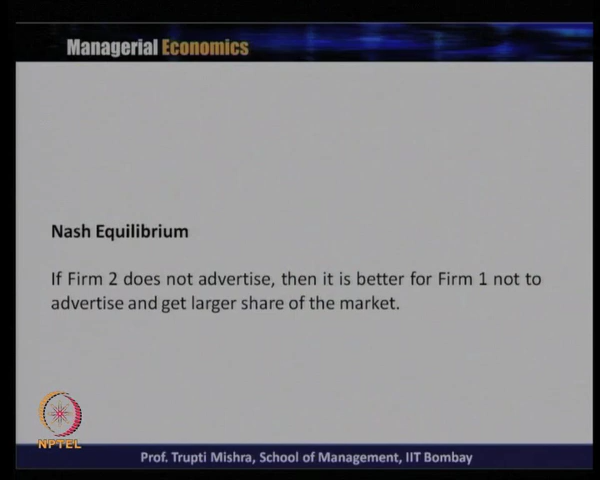 Managerial Economics
Nash Equilibrium
If Firm 2 does not advertise, then it is better for Firm 1 not to
advertise and get larger share of the market.
NPTEL
Prof. Trupti Mishra, School of Management, IIT Bombay